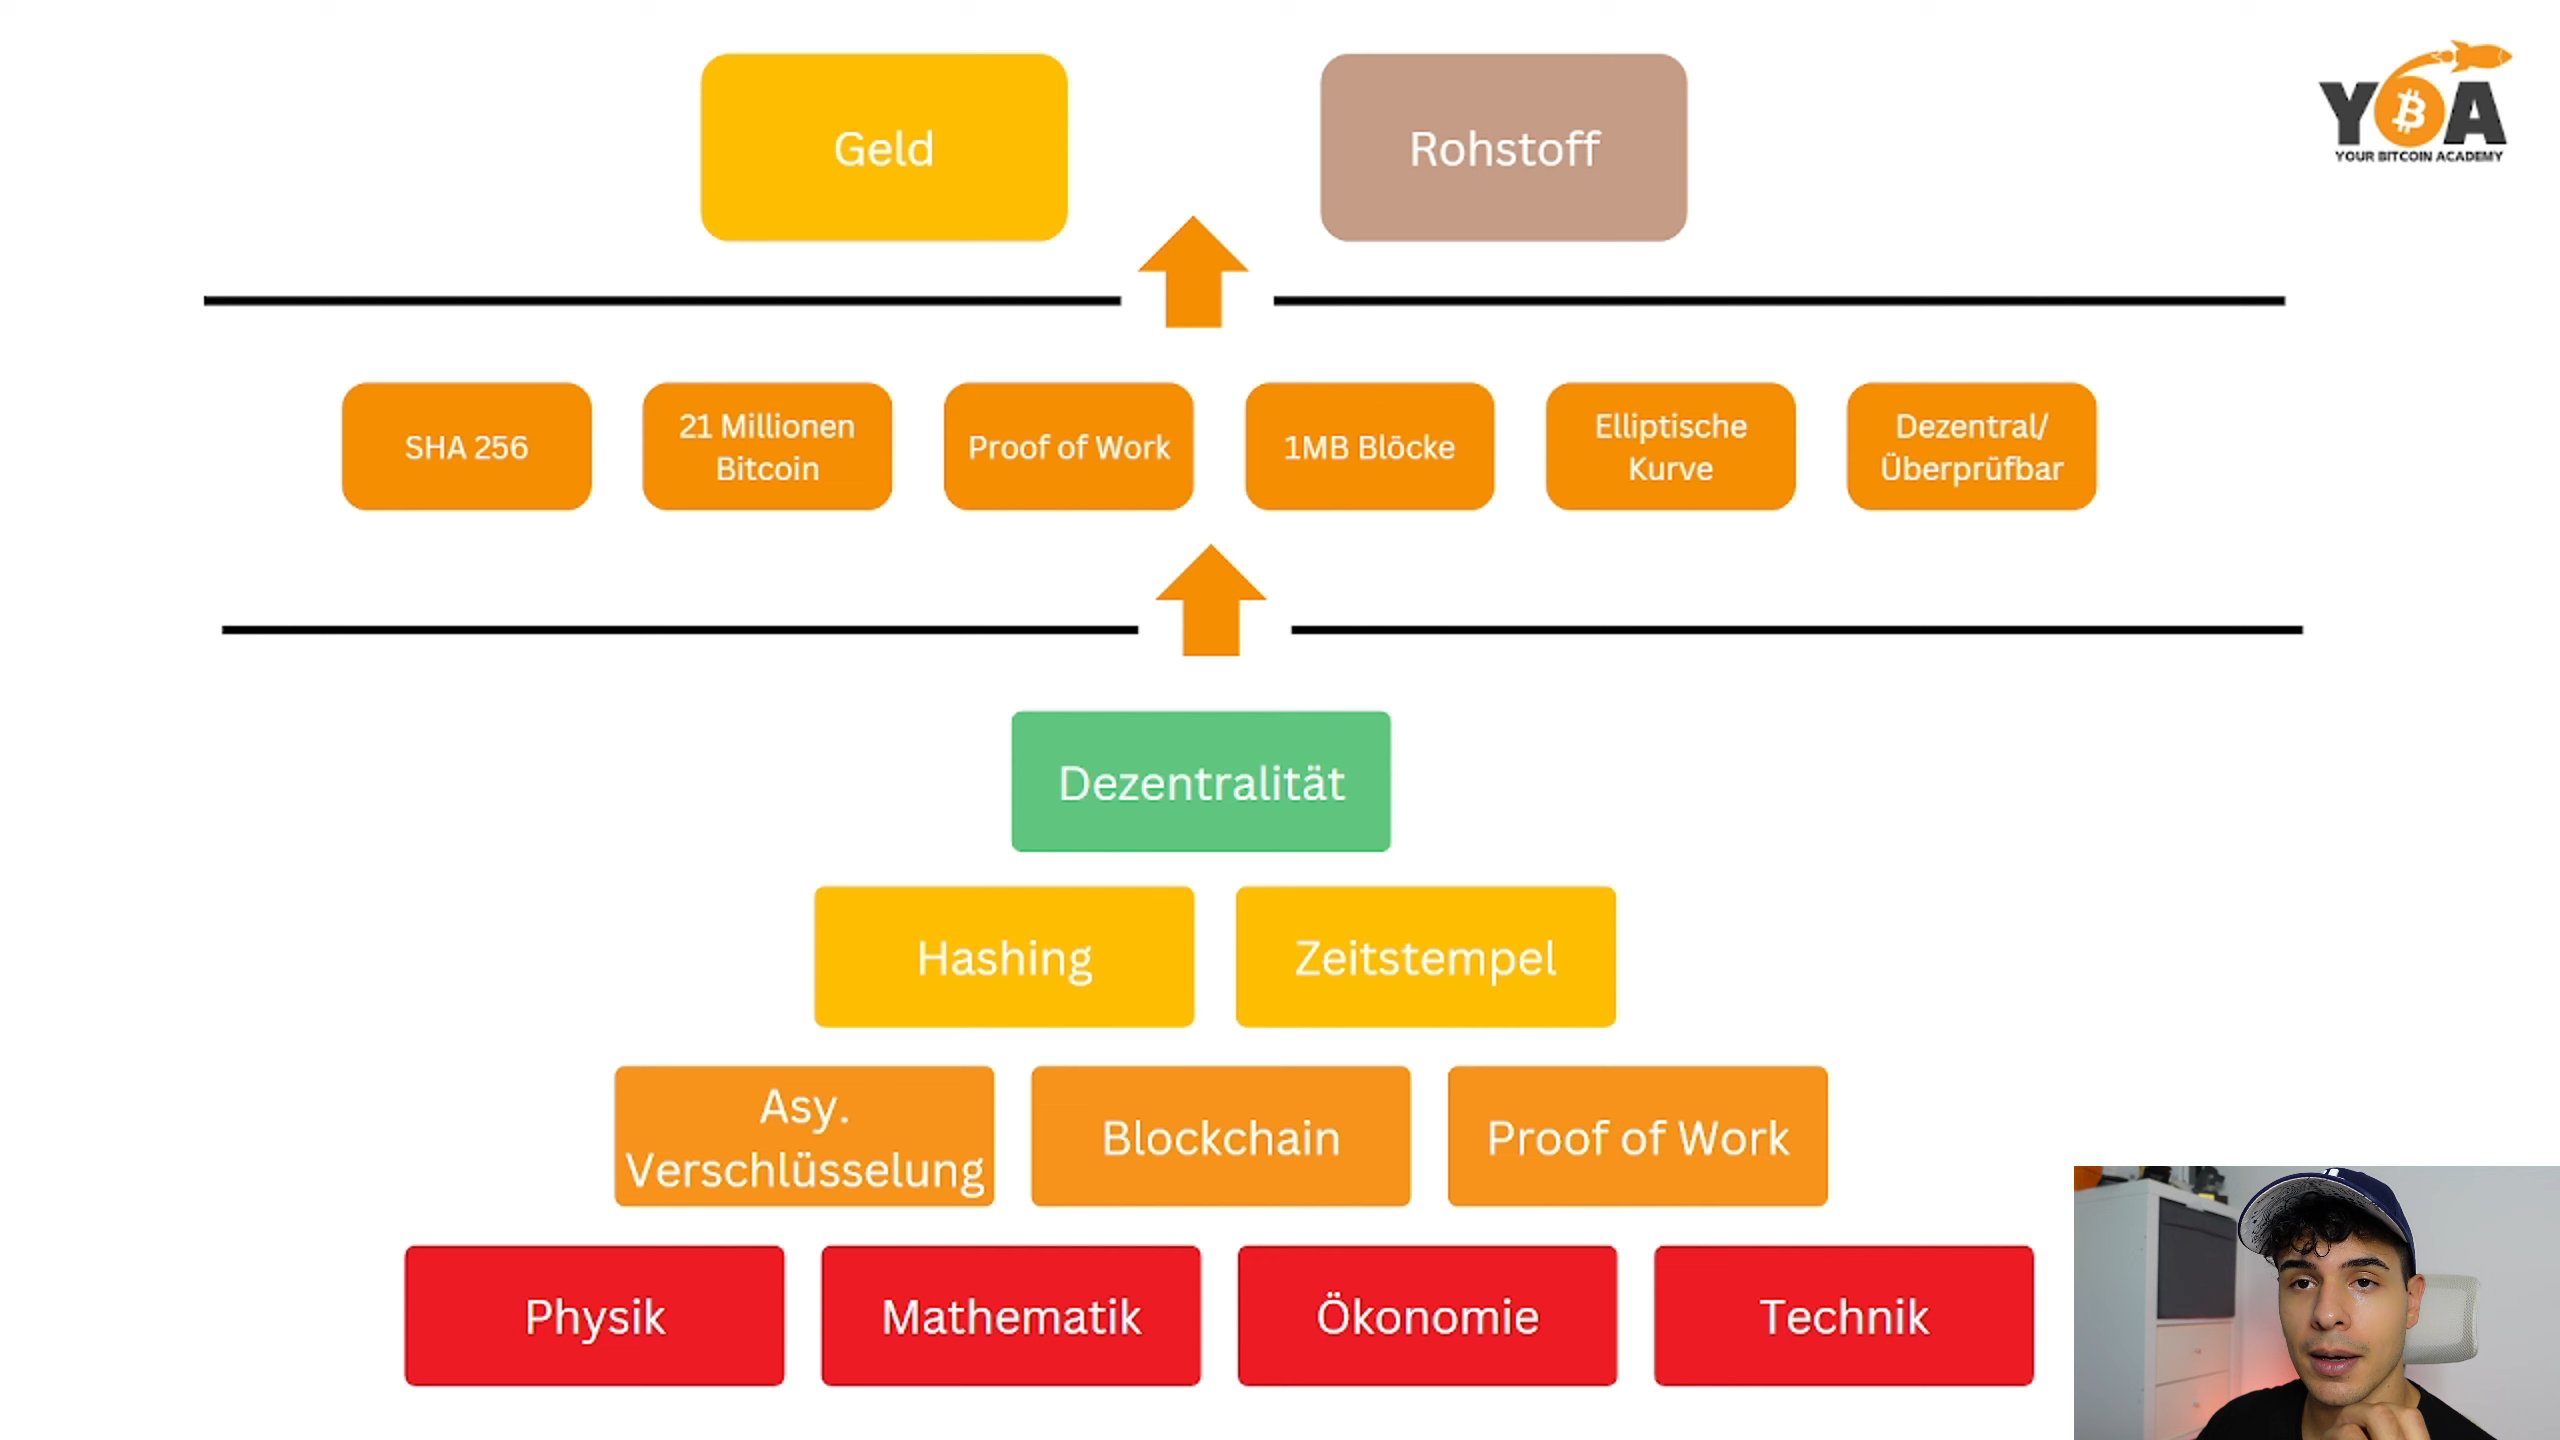 Geld
Rohstoff
YBA
YOUR BITCOIN ACADEMY
SHA 256
21 Millionen
Bitcoin
Proof of Work
1MB Blöcke
Elliptische
Kurve
Dezentral/
Überprüfbar
Dezentralität
Hashing
Zeitstempel
Asy.
Verschlüsselung
Blockchain
Proof of Work
Physik
Mathematik
Ökonomie
Technik